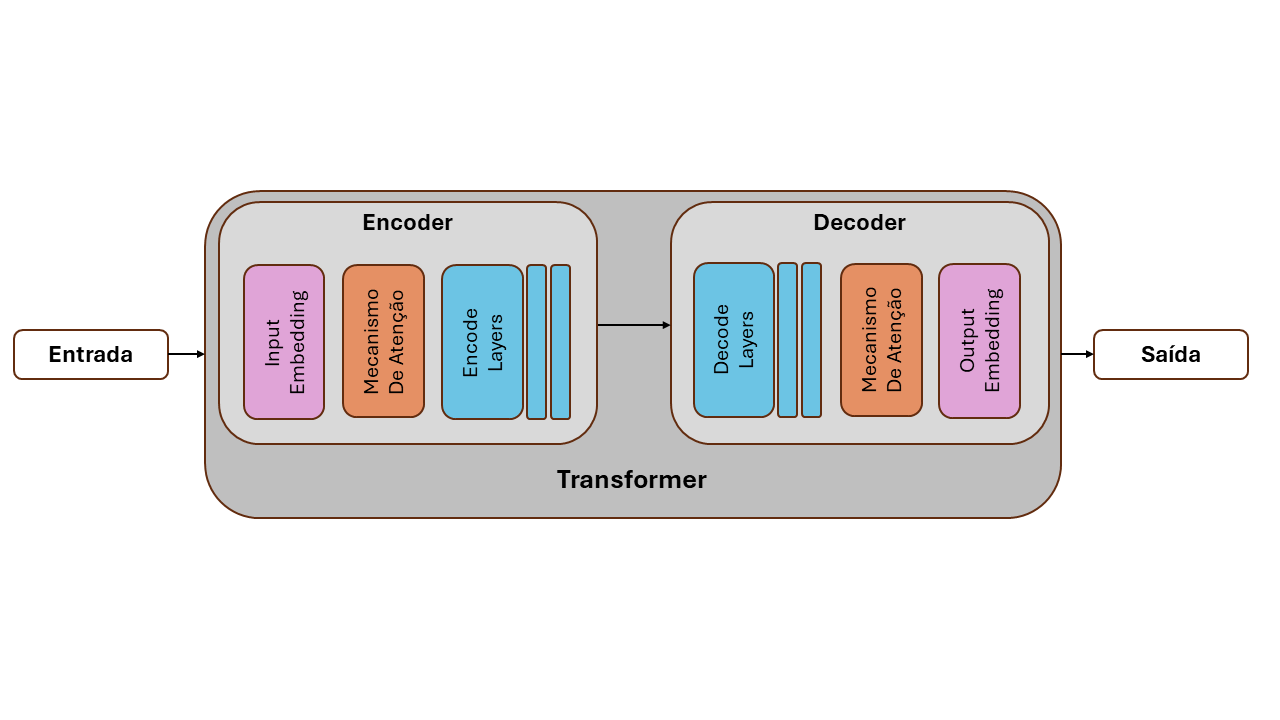 Entrada
Encoder
Input
Embedding
Mecanismo
De Atenção
Encode
Layers
Decoder
Decode
Layers
Mecanismo
De Atenção
Output
Embedding
Transformer
Saída